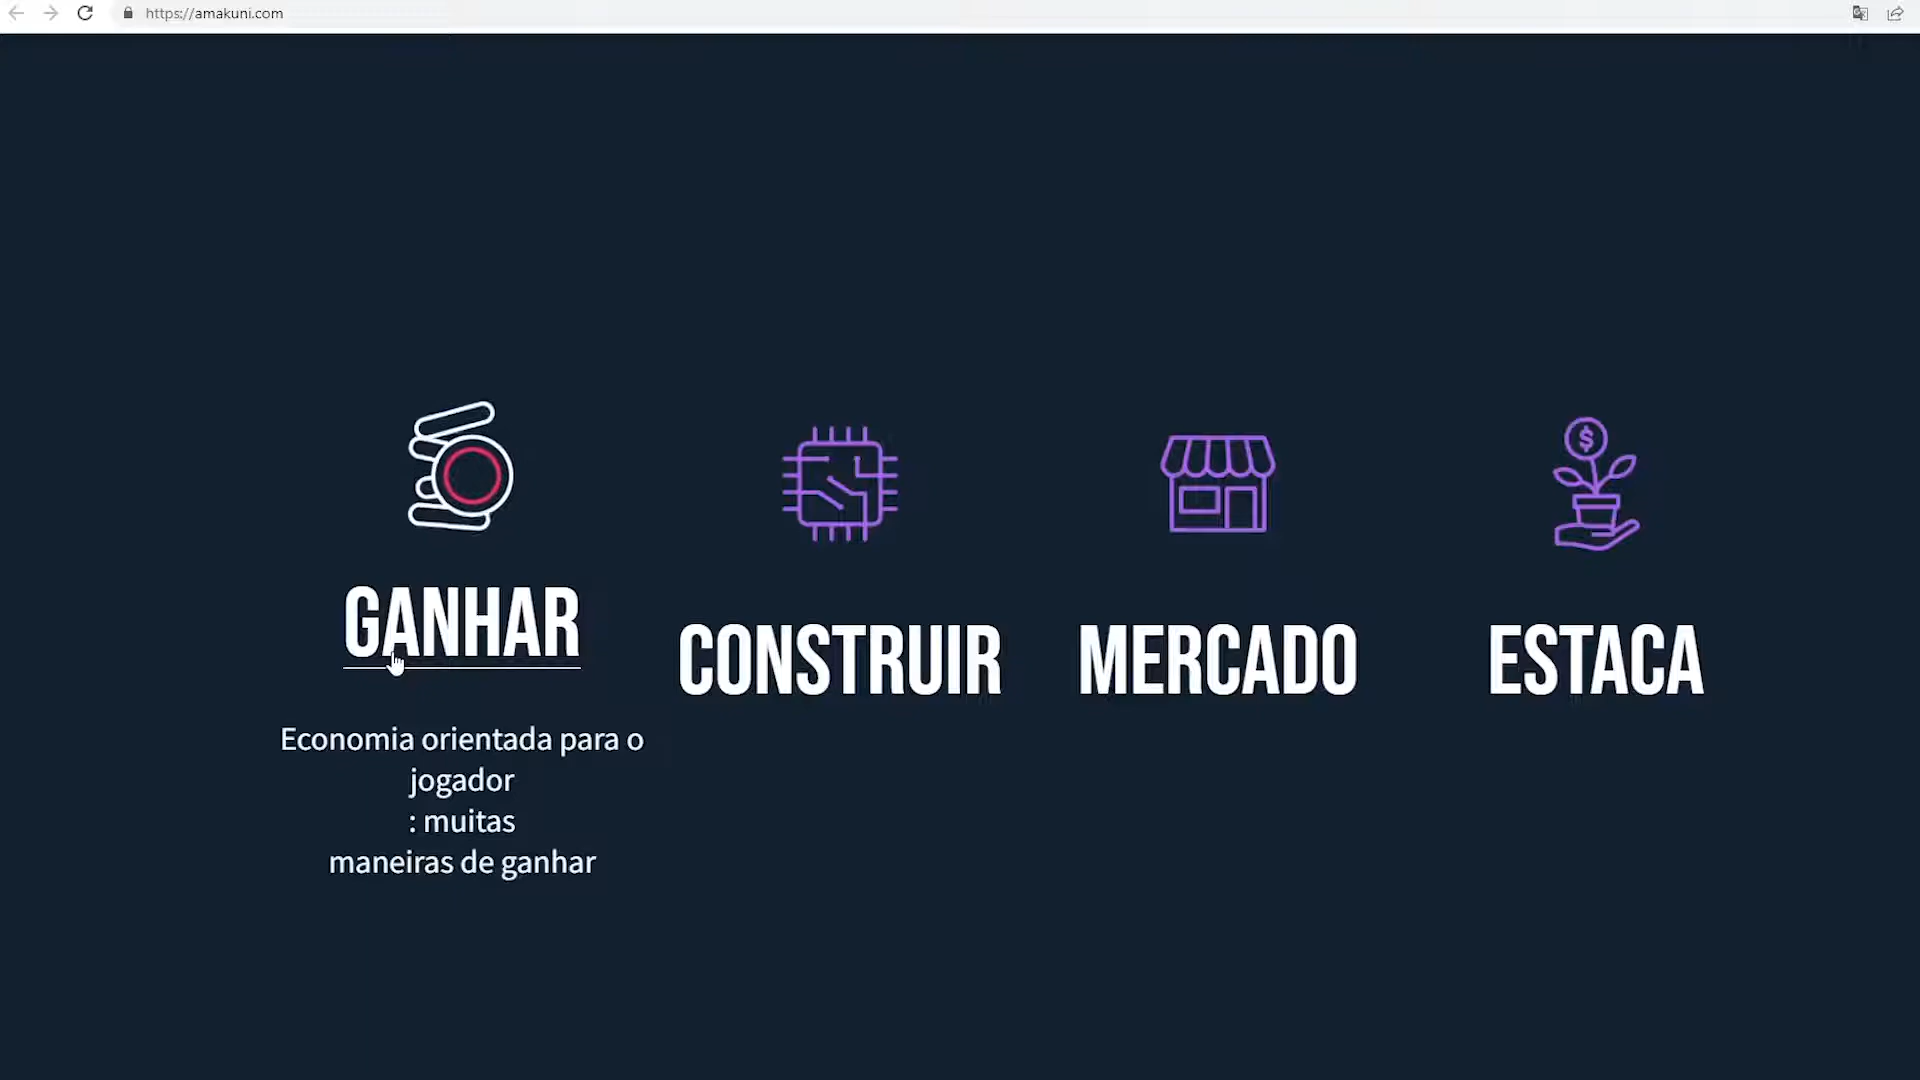 https://amakuni.com
GANHAR
CONSTRUIR
MERCADO
ESTACA
Economia orientada para o
jogador
: muitas
maneiras de ganhar